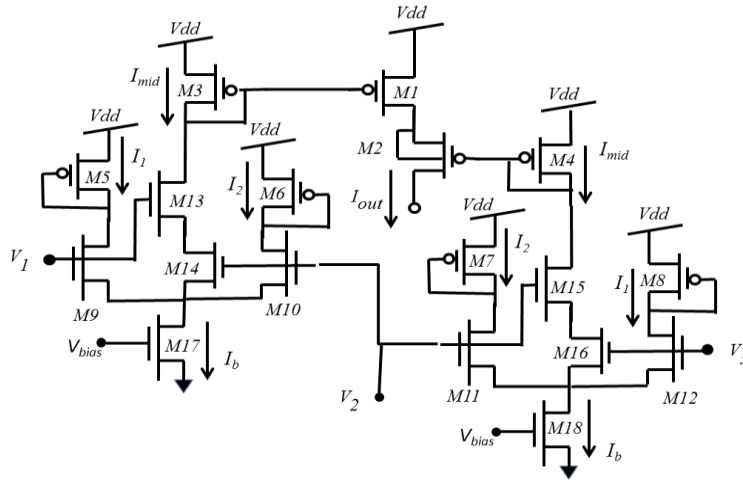 Vdd
Vdd
I_mid
M3
M1
Vdd
Vdd
Vdd
I_1
M5
M2
M4
I_mid
I_2
M6
I_out
M13
Vdd
Vdd
V_1
M14
I_2
M7
I_1
M8
M15
M9
M10
V_bias
M17
I_b
M16
V_2
M11
M12
V_bias
M18
I_b